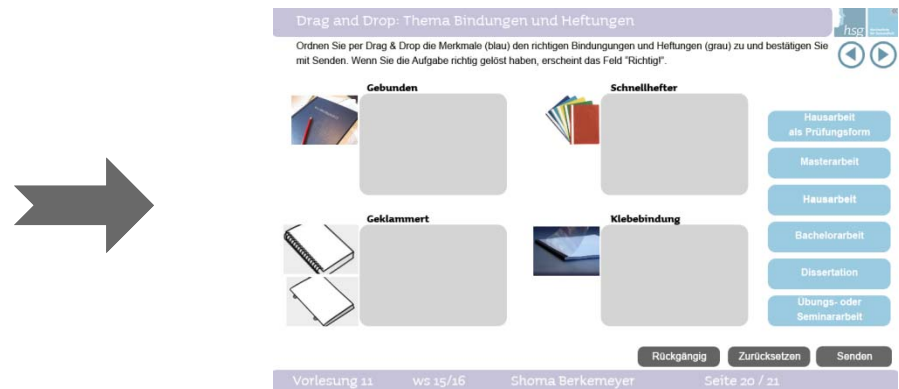 Drag and Drop: Thema Bindungen und Heftungen
hsg
Ordnen Sie per Drag & Drop die Merkmale (blau) den richtigen Bindungungen und Heftungen (grau) zu und bestätigen Sie
mit Senden. Wenn Sie die Aufgabe richtig gelöst haben, erscheint das Feld "Richtig!".
Gebunden
Schnellhefter
Geklammert
Klebebindung
Hausarbeit
als Prüfungsform
Masterarbeit
Hausarbeit
Bachelorarbeit
Dissertation
Übungs- oder
Seminararbeit
Rückgängig
Zurücksetzen
Senden
Vorlesung 11 ws 15/16 Shoma Berkemeyer Seite 20 / 21